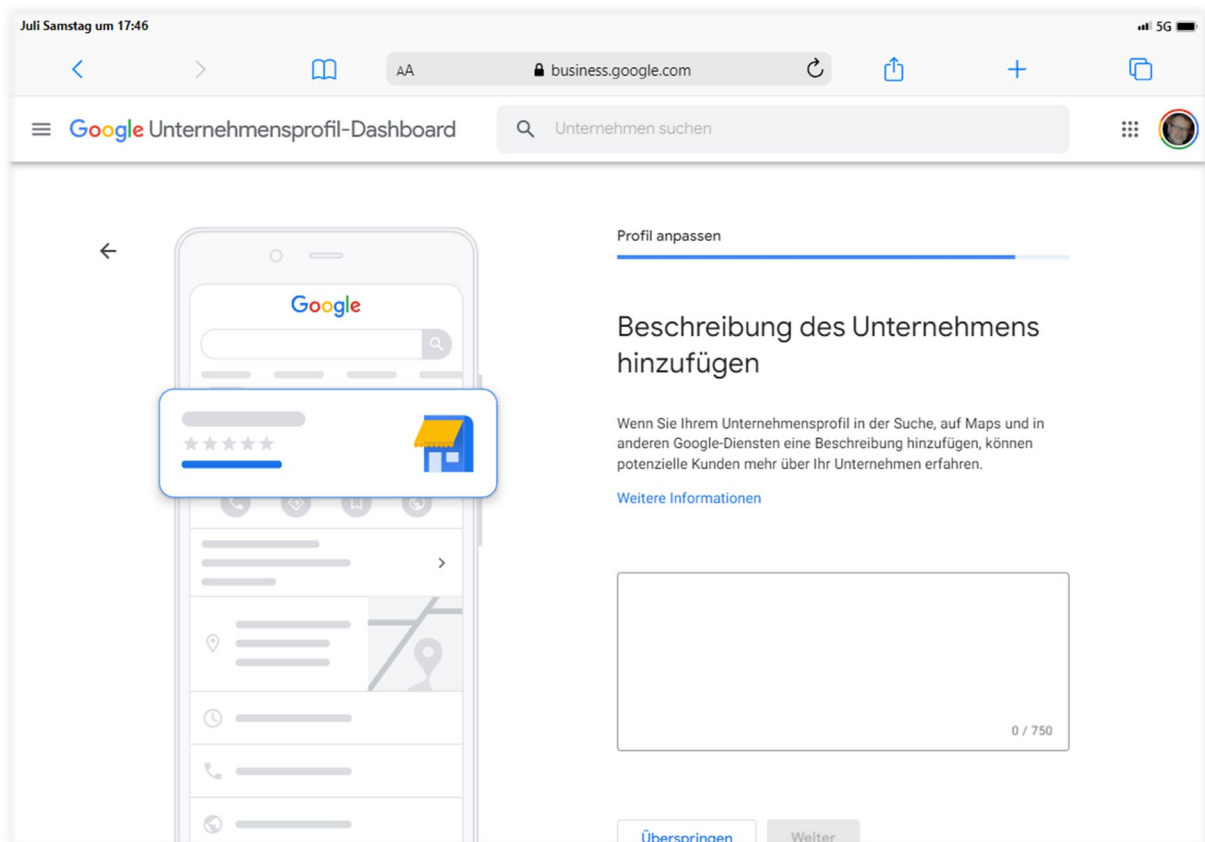 Juli Samstag um 17:46
5G
AA
business.google.com
Google Unternehmensprofil-Dashboard
Unternehmen suchen
Profil anpassen
Google
Beschreibung des Unternehmens
hinzufügen
Wenn Sie Ihrem Unternehmensprofil in der Suche, auf Maps und in
anderen Google-Diensten eine Beschreibung hinzufügen, können
potenzielle Kunden mehr über Ihr Unternehmen erfahren.
Weitere Informationen
0 / 750
Überspringen
Weiter